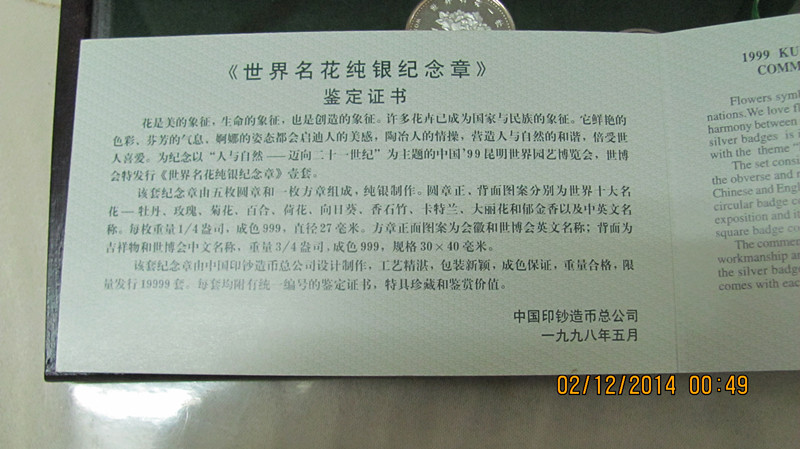 《世界名花纯银纪念章》
鉴定证书
花是美的象征，生命的象征，也是创造的象征。许多花卉已成为国家与民族的象征。它鲜艳的
色彩、芬芳的气息、婀娜的姿态都会启迪人的美感，陶冶人的情操，营造人与自然的和谐，倍受世
人喜爱。为纪念以“人与自然——迈向二十一世纪”为主题的中国’99昆明世界园艺博览会，世博
会特发行《世界名花纯银纪念章》壹套。
该套纪念章由五枚圆章和一枚方章组成，纯银制作。圆章正、背面图案分别为世界十大名
花—牡丹、玫瑰、菊花、百合、荷花、向日葵、香石竹、卡特兰、大丽花和郁金香以及中英文名
称。每枚重量1/4盎司，成色999，直径27毫米。方章正面图案为会徽和世博会英文名称；背面为
吉祥物和世博会中文名称，重量3/4盎司，成色999，规格30×40毫米。
该套纪念章由中国印钞造币总公司设计制作，工艺精湛，包装新颖，成色保证，重量合格，限
量发行19999套。每套均附有统一编号的鉴定证书，特具珍藏和鉴赏价值。
中国印钞造币总公司
一九九八年五月
1999 KU
COMM
Flowers sym
nations.We love fl
harmony between
silver badges is
with the theme "
The set consi
the obverse and r
Chinese and Engl
circular badge co
exposition and it
square badge co
The comme
workmanship a
the silver badg
comes with eac
02/12/2014 00:49